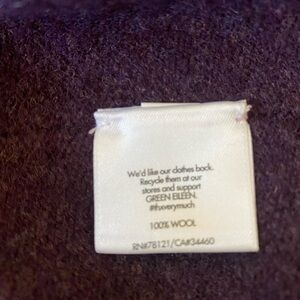 We'd like our clothes back.
Recycle them at our
stores and support
GREEN EILEEN.
#thxverymuch
100% WOOL
RN#78121/CA#34460